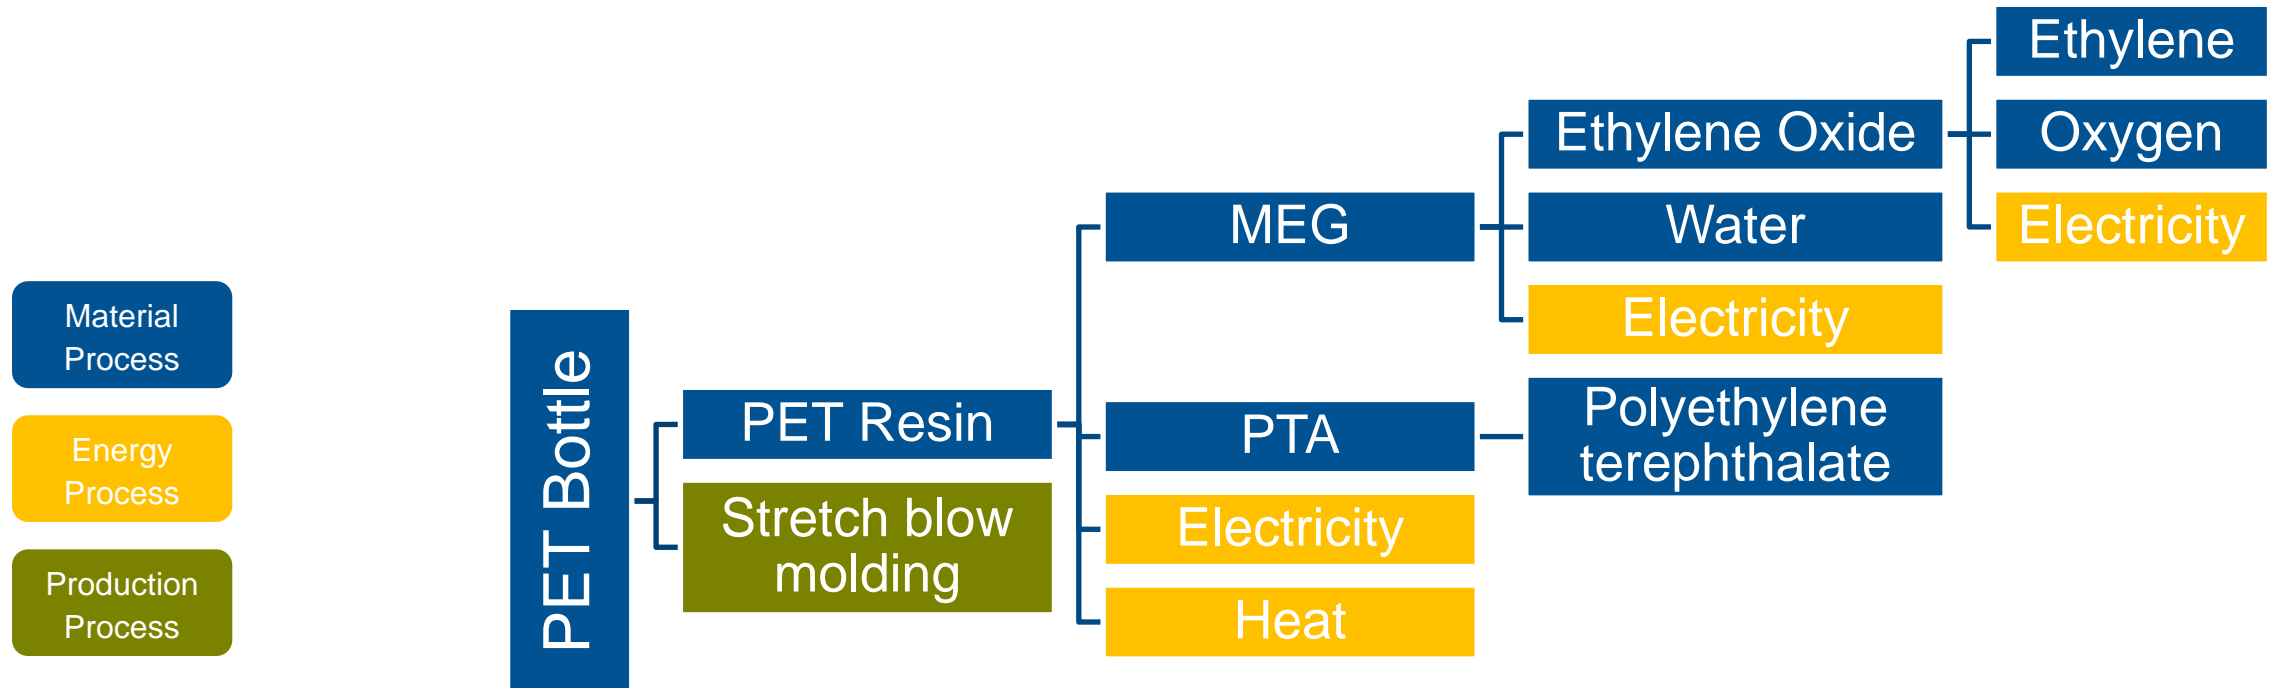 Material
Process
Energy
Process
Production
Process
PET Bottle
PET Resin
Stretch blow
molding
MEG
PTA
Electricity
Heat
Ethylene Oxide
Water
Electricity
Polyethylene
terephthalate
Ethylene
Oxygen
Electricity